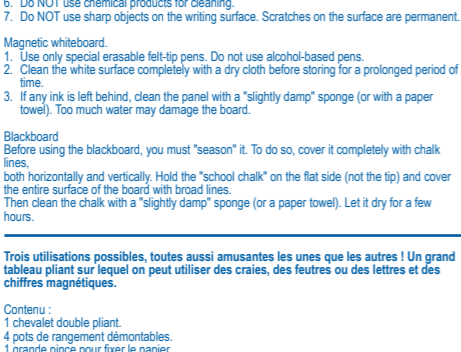 6. Do NOT use chemical products for cleaning.
7. Do NOT use sharp objects on the writing surface. Scratches on the surface are permanent.
Magnetic whiteboard.
1. Use only special erasable felt-tip pens. Do not use alcohol-based pens.
2. Clean the white surface completely with a dry cloth before storing for a prolonged period of
time.
3. If any ink is left behind, clean the panel with a "slightly damp" sponge (or with a paper
towel). Too much water may damage the board.
Blackboard
Before using the blackboard, you must "season" it. To do so, cover it completely with chalk
lines,
both horizontally and vertically. Hold the "school chalk" on the flat side (not the tip) and cover
the entire surface of the board with broad lines.
Then clean the chalk with a "slightly damp" sponge (or a paper towel). Let it dry for a few
hours.
Trois utilisations possibles, toutes aussi amusantes les unes que les autres ! Un grand
tableau pliant sur lequel on peut utiliser des craies, des feutres ou des lettres et des
chiffres magnétiques.
Contenu :
1 chevalet double pliant.
4 pots de rangement démontables.
1 grande pince pour fixer le papier.